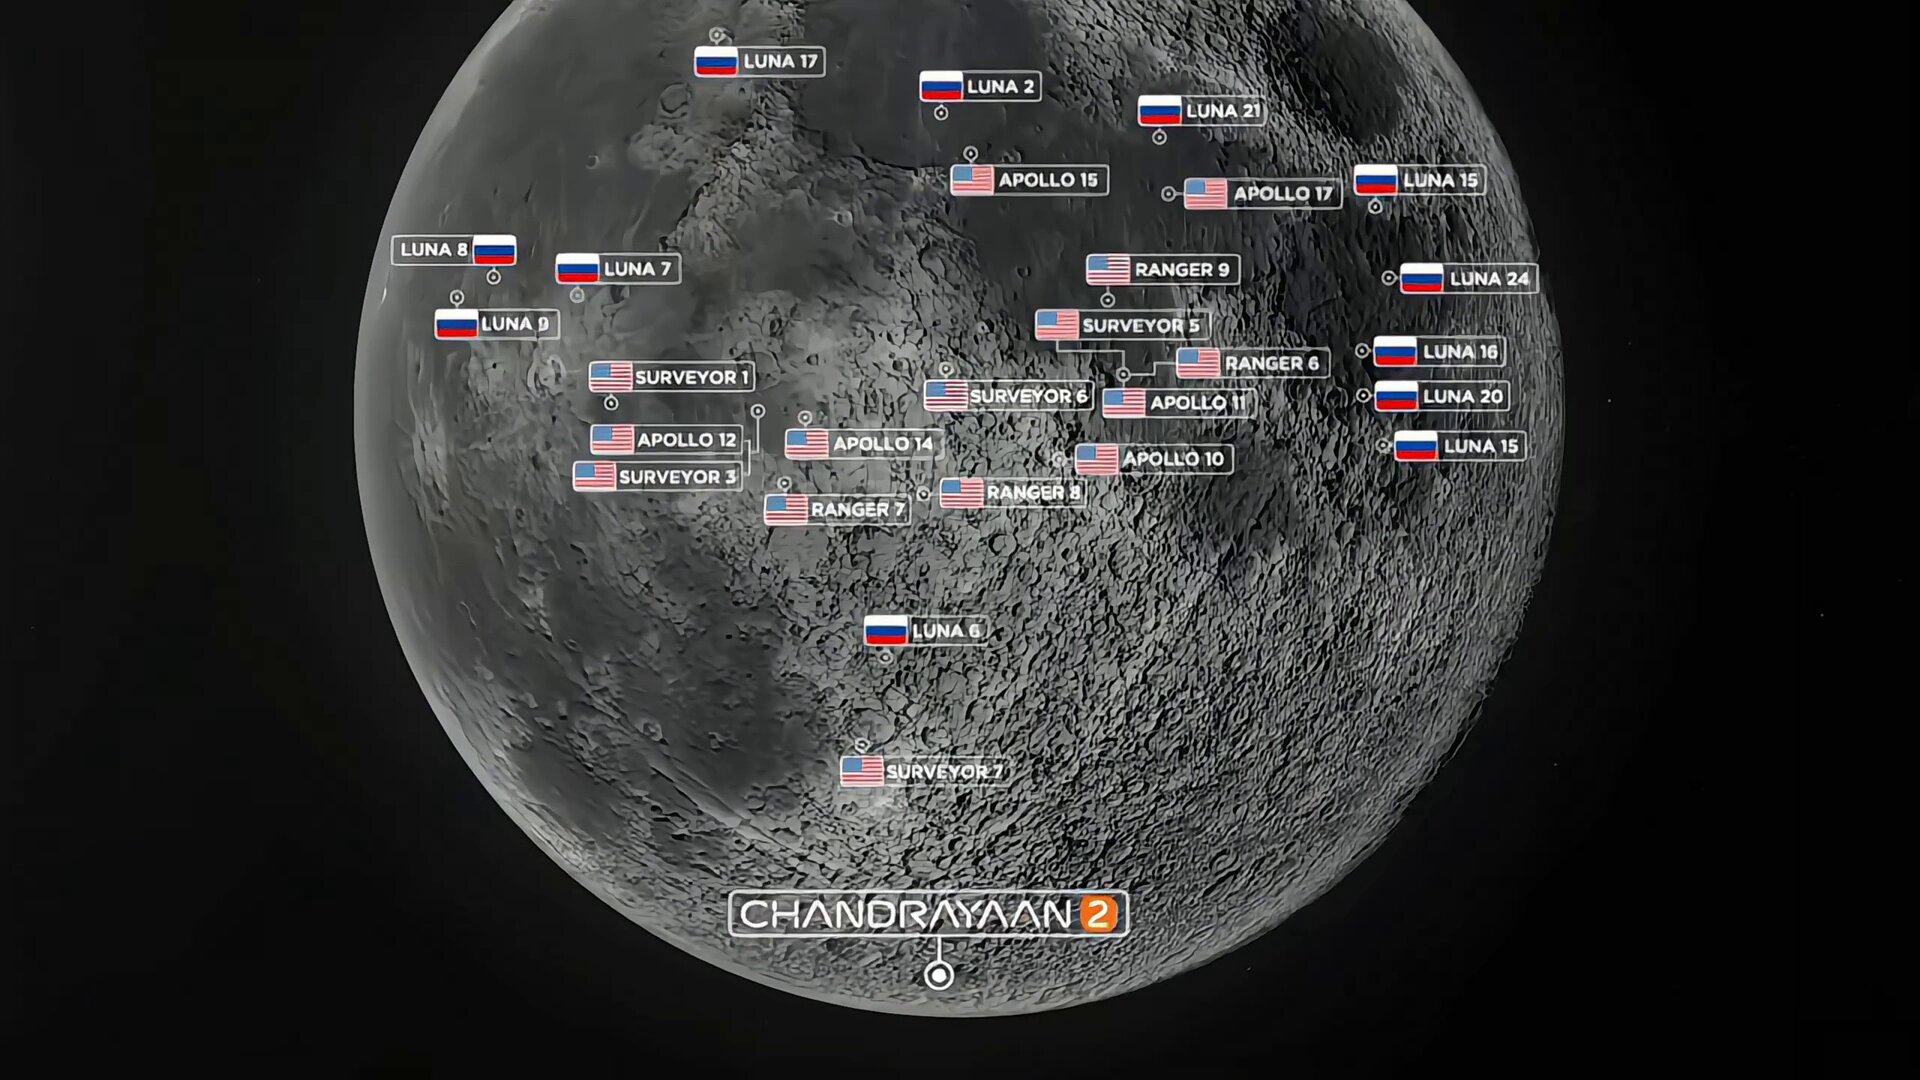 LUNA 17
LUNA 2
LUNA 21
APOLLO 15
APOLLO 17
LUNA 15
LUNA 8
LUNA 7
RANGER 9
LUNA 24
LUNA 9
SURVEYOR 5
LUNA 16
RANGER 6
SURVEYOR 1
SURVEYOR 6
APOLLO 11
LUNA 20
APOLLO 12
APOLLO 14
LUNA 15
APOLLO 10
SURVEYOR 3
RANGER 8
RANGER 7
LUNA 6
SURVEYOR 7
CHANDRAYAAN 2